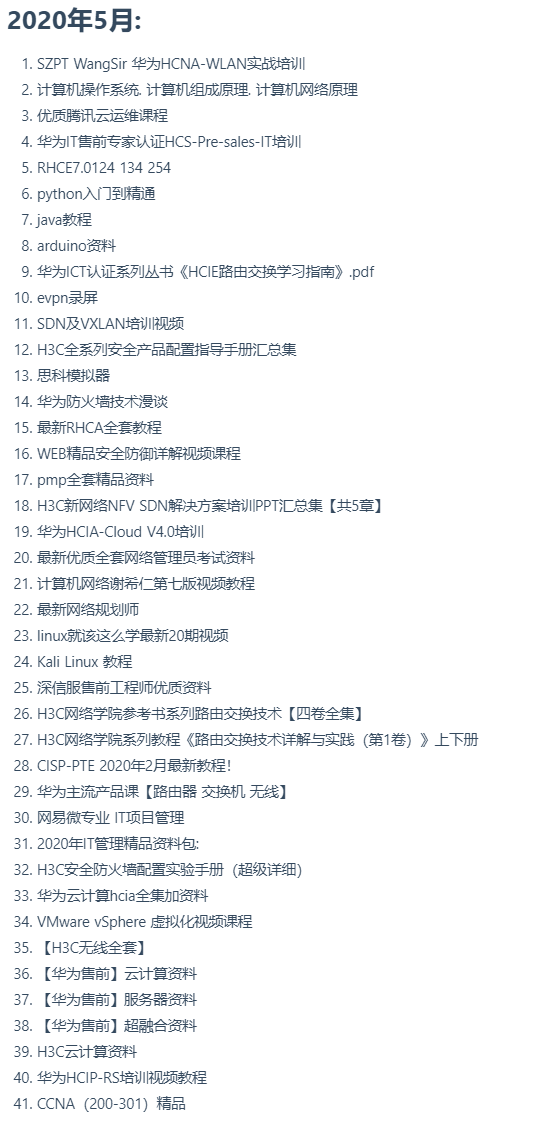 2020年5月:
1. SZPT WangSir 华为HCNA-WLAN实战培训
2. 计算机操作系统. 计算机组成原理. 计算机网络原理
3. 优质腾讯云运维课程
4. 华为IT售前专家认证HCS-Pre-sales-IT培训
5. RHCE7.0124 134 254
6. python入门到精通
7. java教程
8. arduino资料
9. 华为ICT认证系列丛书《HCIE路由交换学习指南》.pdf
10. evpn录屏
11. SDN及VXLAN培训视频
12. H3C全系列安全产品配置指导手册汇总集
13. 思科模拟器
14. 华为防火墙技术漫谈
15. 最新RHCA全套教程
16. WEB精品安全防御详解视频课程
17. pmp全套精品资料
18. H3C新网络NFV SDN解决方案培训PPT汇总集【共5章】
19. 华为HCIA-Cloud V4.0培训
20. 最新优质全套网络管理员考试资料
21. 计算机网络谢希仁第七版视频教程
22. 最新网络规划师
23. linux就该这么学最新20期视频
24. Kali Linux 教程
25. 深信服售前工程师优质资料
26. H3C网络学院参考书系列路由交换技术【四卷全集】
27. H3C网络学院系列教程《路由交换技术详解与实践（第1卷）》上下册
28. CISP-PTE 2020年2月最新教程！
29. 华为主流产品课【路由器 交换机 无线】
30. 网易微专业 IT项目管理
31. 2020年IT管理精品资料包:
32. H3C安全防火墙配置实验手册（超级详细）
33. 华为云计算hcia全集加资料
34. VMware vSphere 虚拟化视频课程
35. 【H3C无线全套】
36. 【华为售前】云计算资料
37. 【华为售前】服务器资料
38. 【华为售前】超融合资料
39. H3C云计算资料
40. 华为HCIP-RS培训视频教程
41. CCNA（200-301）精品